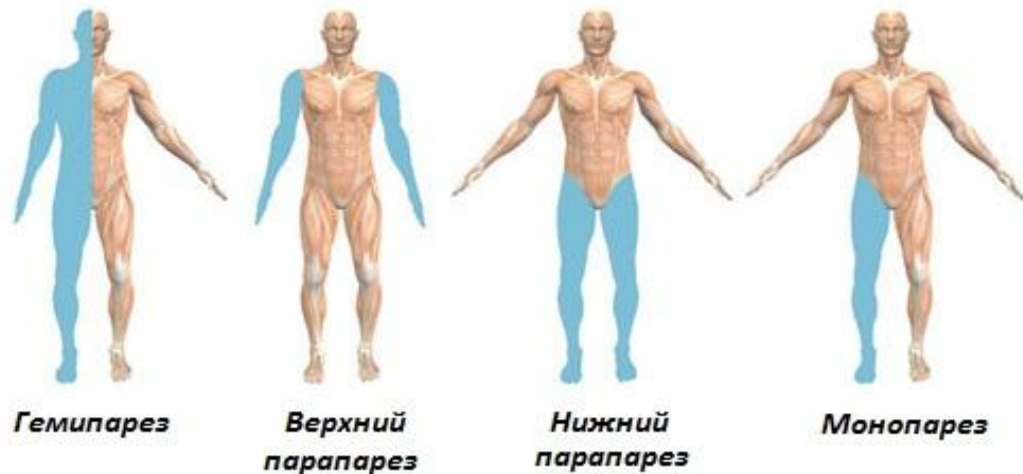 Гемипарез
Верхний
парапарез
Нижний
парапарез
Монопарез